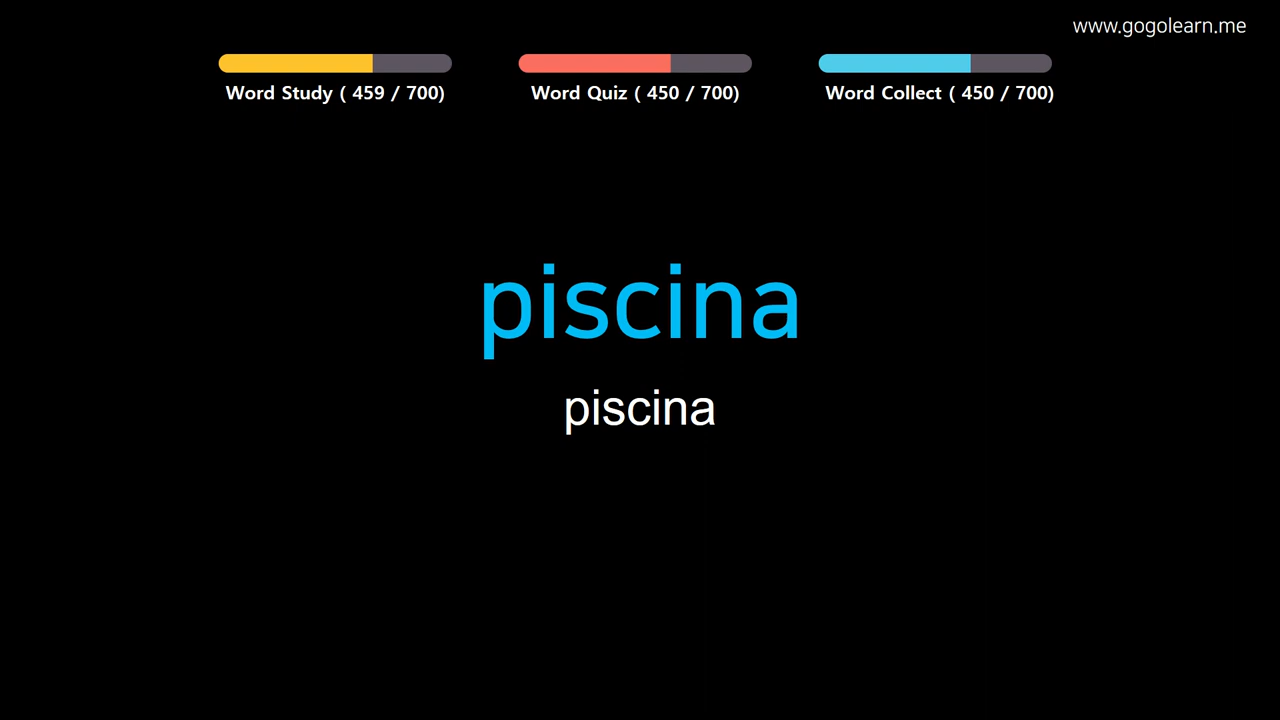 www.gogolearn.me
Word Study ( 459 / 700)
Word Quiz ( 450 / 700)
Word Collect ( 450 / 700)
piscina
piscina